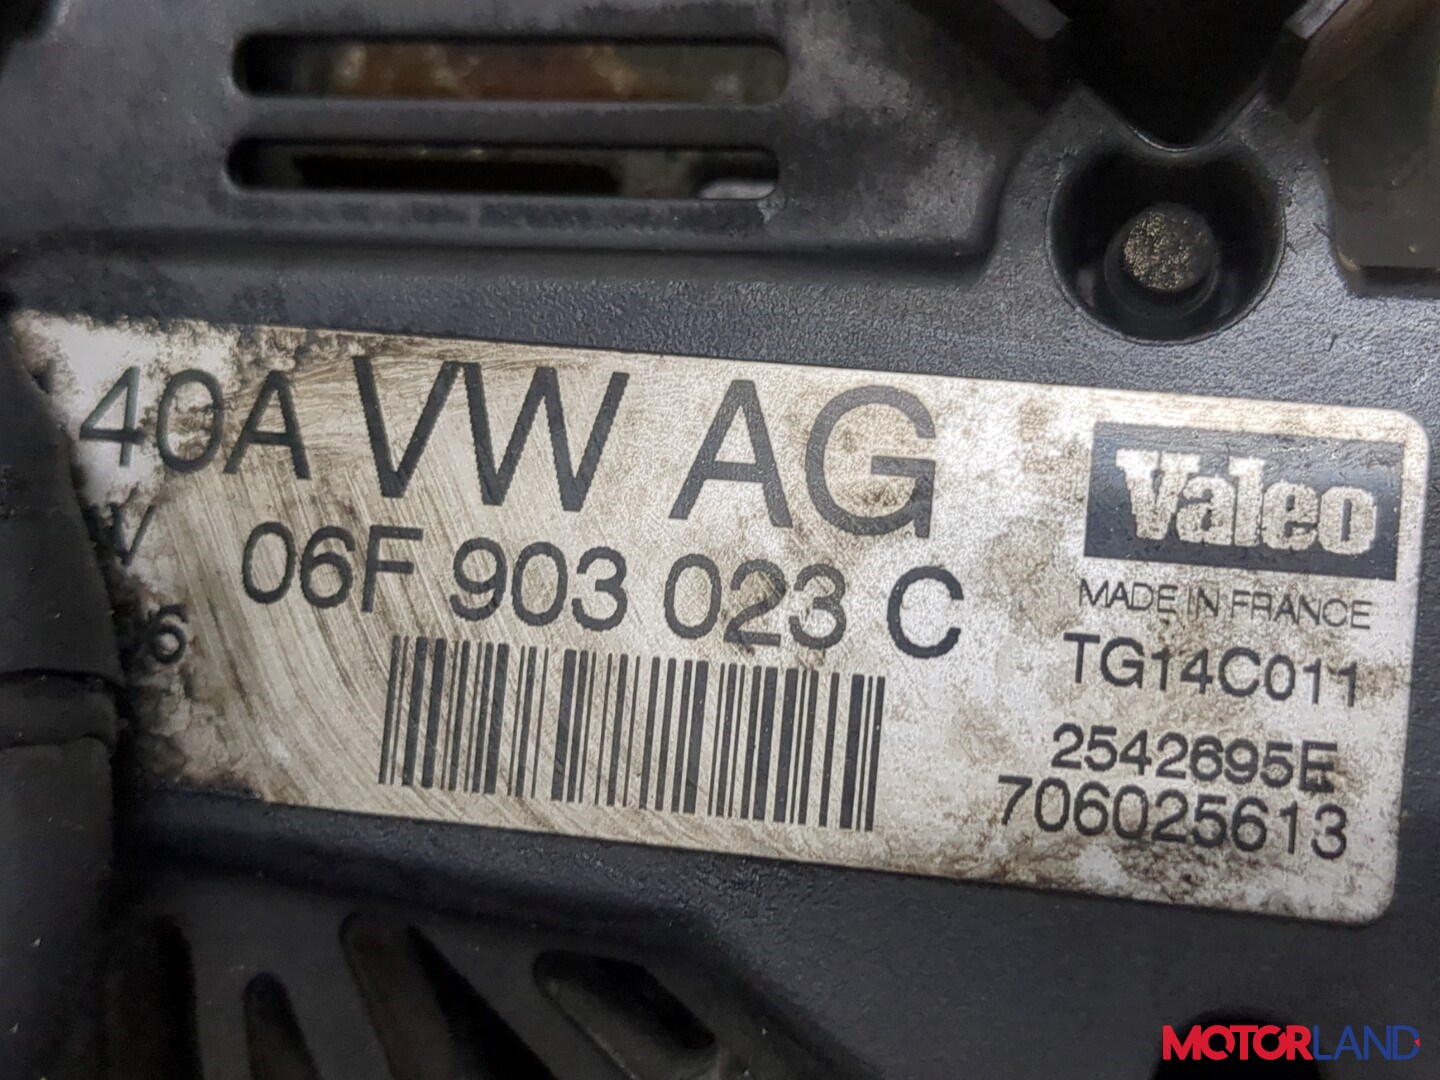 40A VW AG
Valeo
06F 903 023 C
MADE IN FRANCE
TG14C011
2542695E
706025613
MOTORLAND